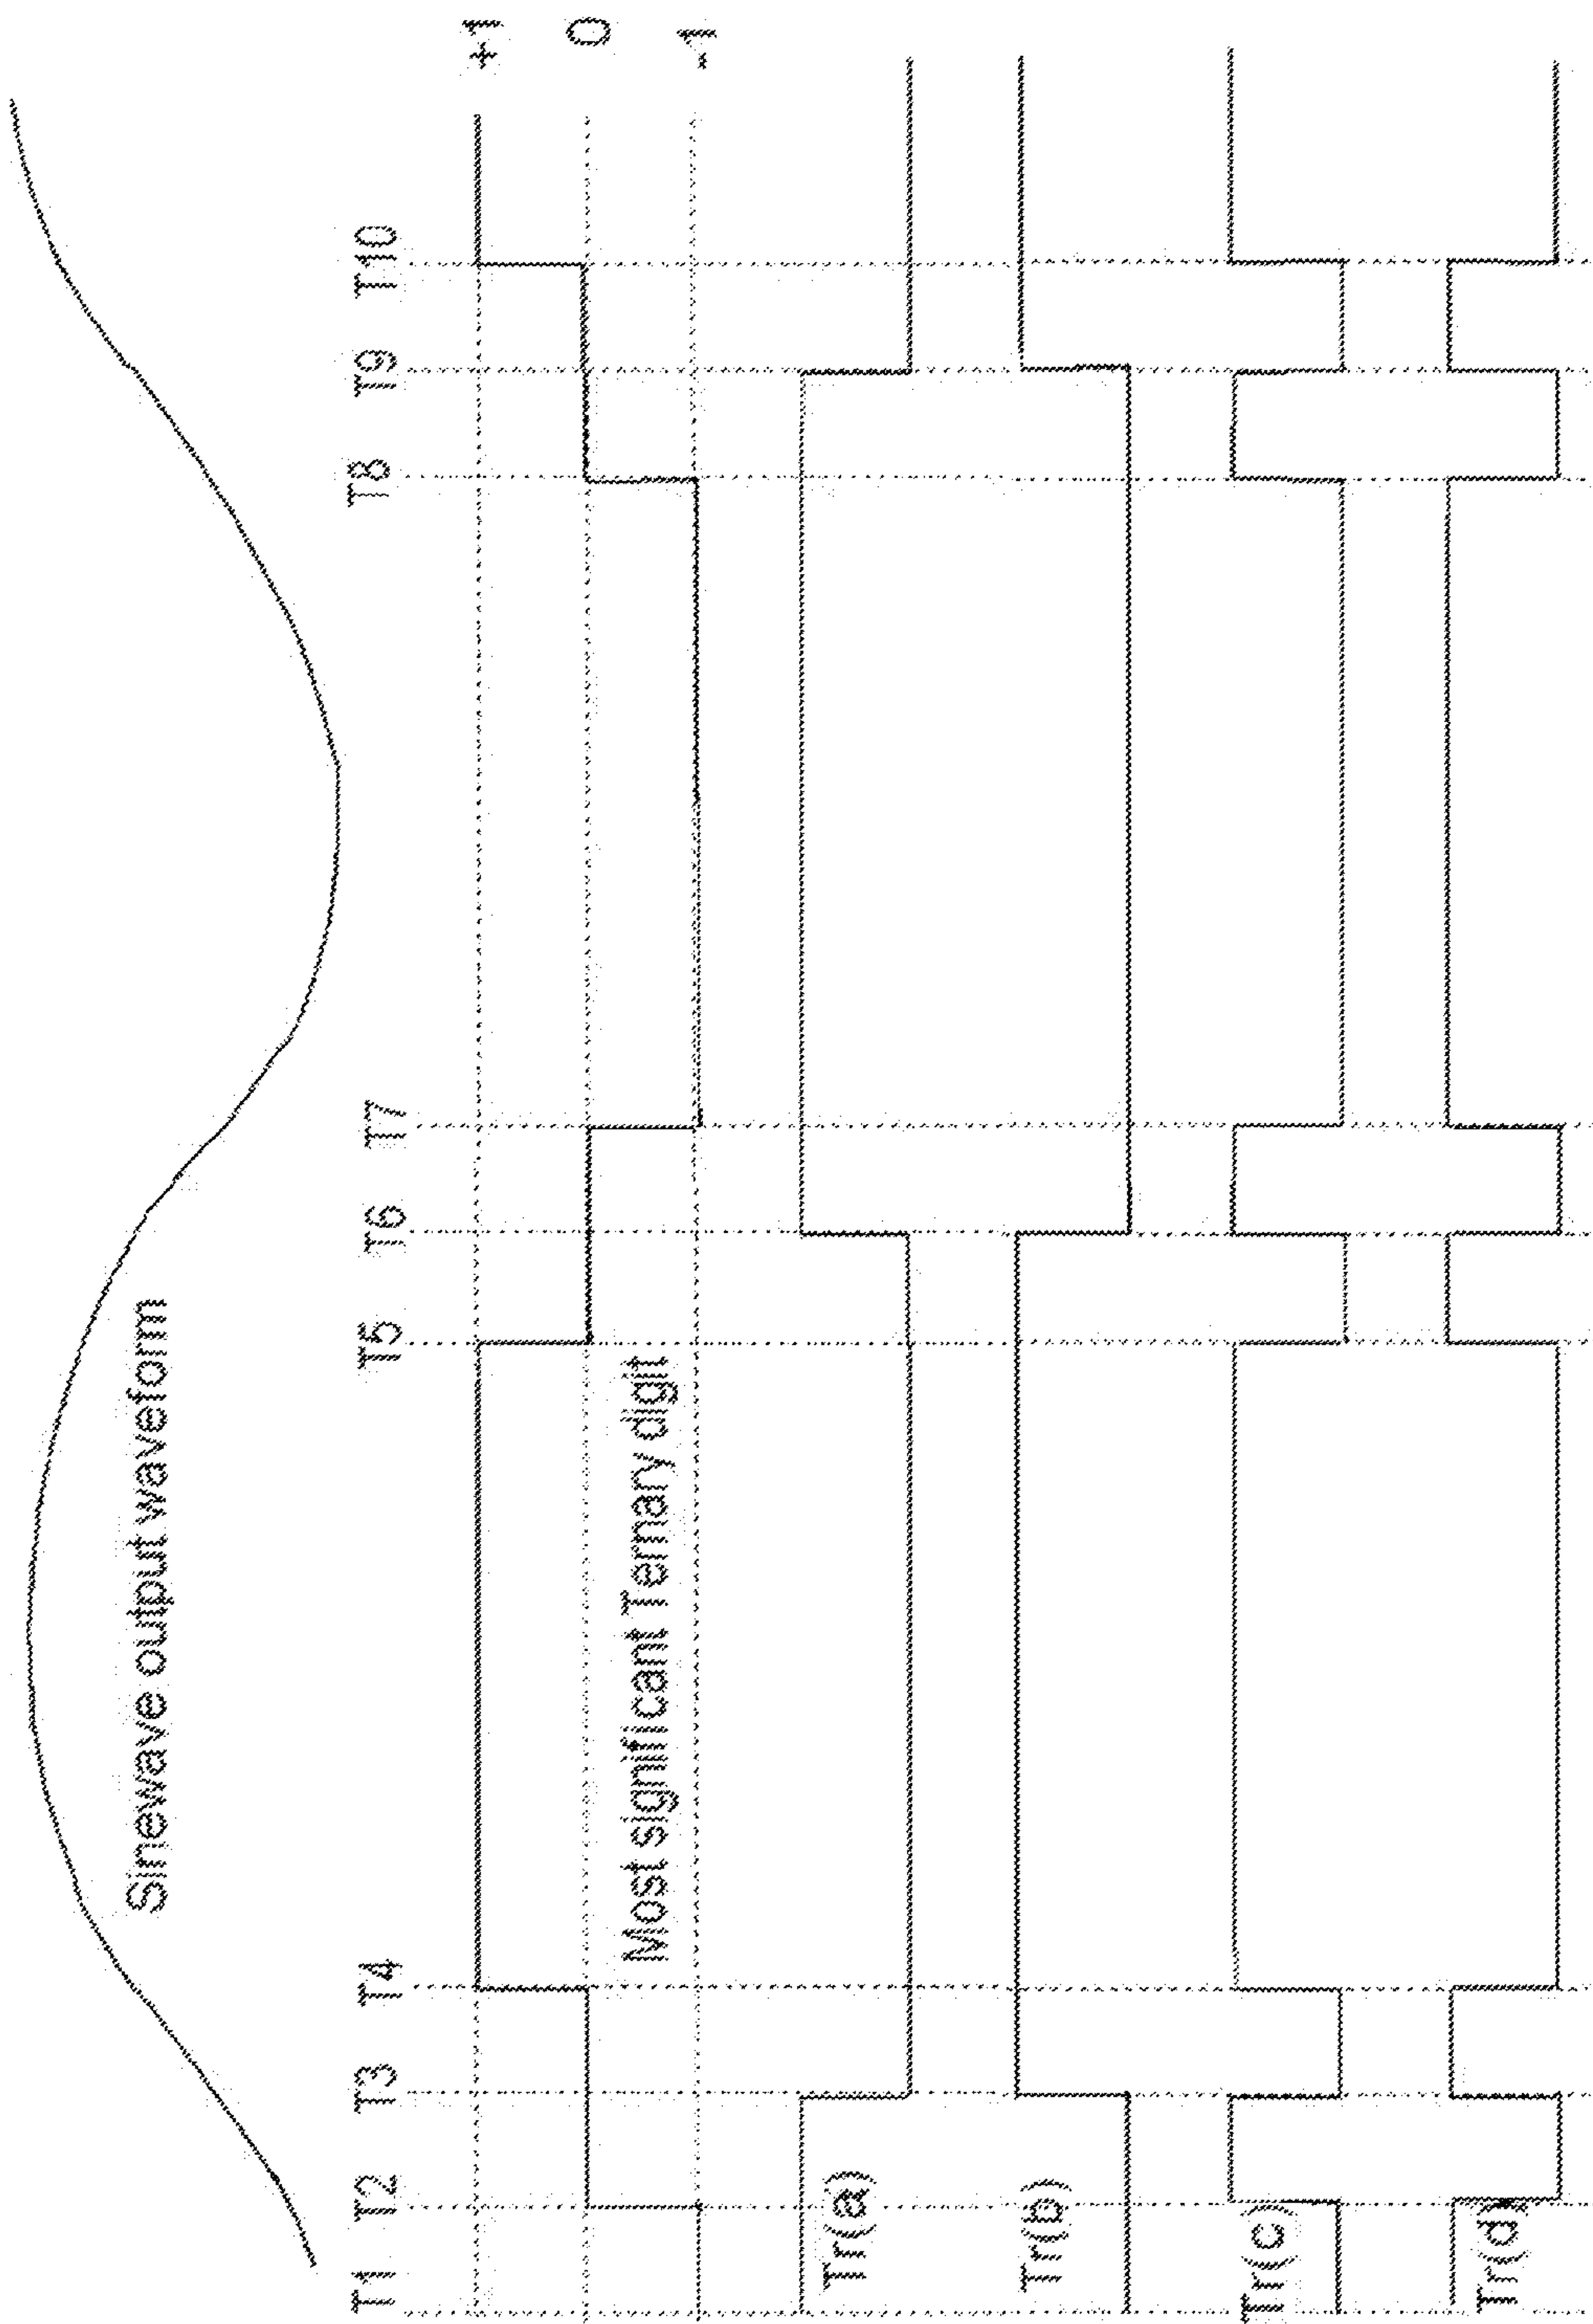 Sinewave output waveform
T1 T2 T3 T4 T5 T6 T7 T8 T9 T10
+1
0
Most significant Ternary digit
-1
Tr(a)
Tr(b)
Tr(c)
Tr(d)